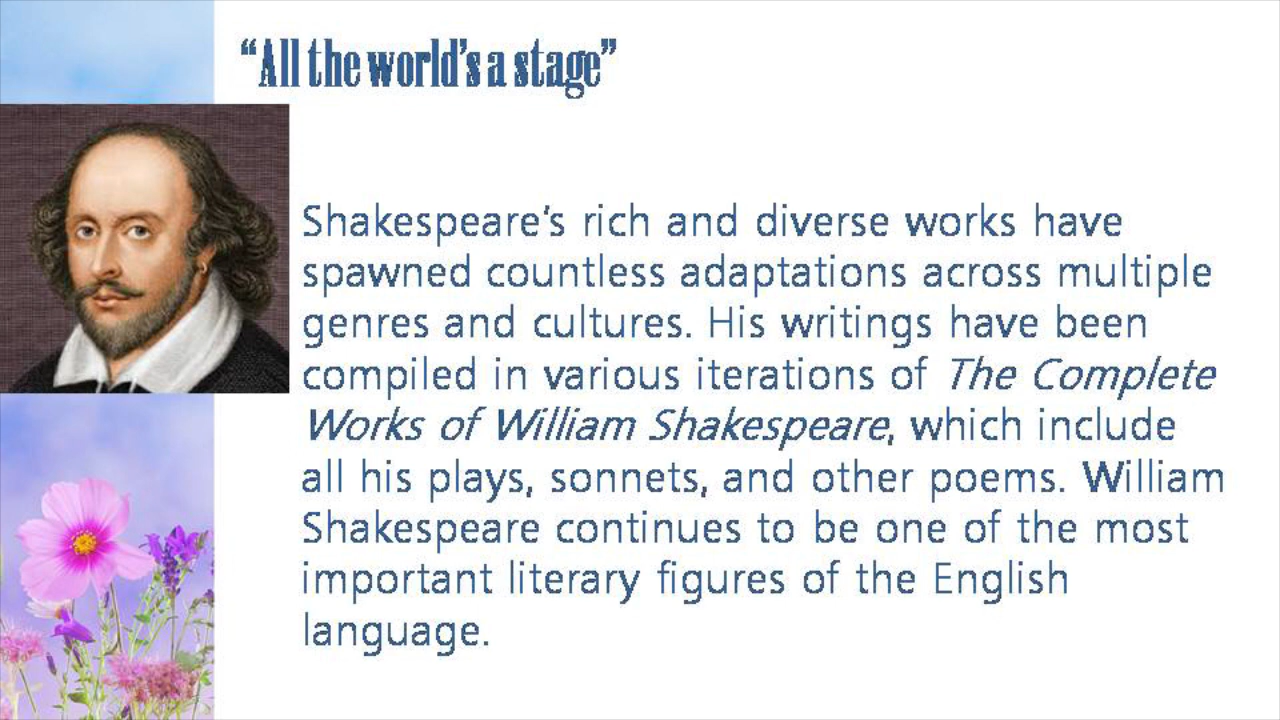 “All the world’s a stage”
Shakespeare’s rich and diverse works have
spawned countless adaptations across multiple
genres and cultures. His writings have been
compiled in various iterations of The Complete
Works of William Shakespeare, which include
all his plays, sonnets, and other poems. William
Shakespeare continues to be one of the most
important literary figures of the English
language.